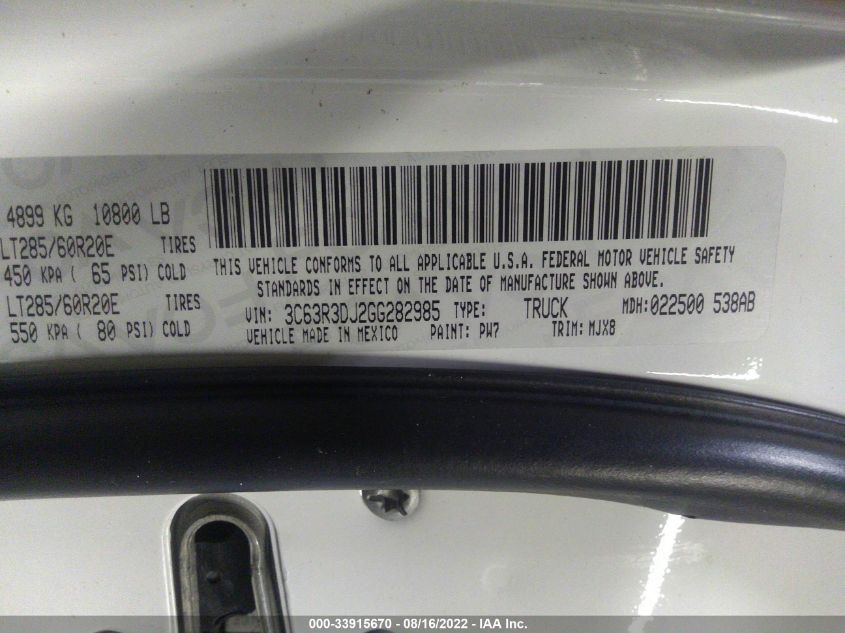 4899 KG 10800 LB
LT285/60R20E TIRES
450 KPA ( 65 PSI) COLD
LT285/60R20E TIRES
550 KPA ( 80 PSI) COLD
THIS VEHICLE CONFORMS TO ALL APPLICABLE U.S.A. FEDERAL MOTOR VEHICLE SAFETY
STANDARDS IN EFFECT ON THE DATE OF MANUFACTURE SHOWN ABOVE.
VIN: 3C63R3DJ2GG282985 TYPE: TRUCK MDH:022500 538AB
VEHICLE MADE IN MEXICO PAINT: PW7 TRIM: MJX8
000-33915670 - 08/16/2022 - IAA Inc.